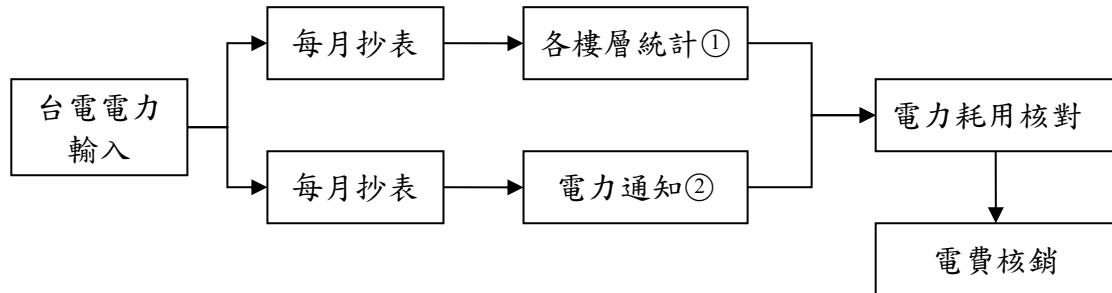 每月抄表
各樓層統計①
台電電力
輸入
電力耗用核對
每月抄表
電力通知②
電費核銷